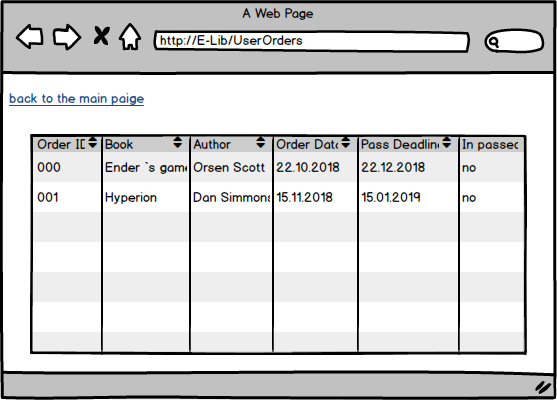 A Web Page
http://E-Lib/UserOrders
back to the main paige
Order ID Book Author Order Date Pass Deadline In passed
000 Ender `s game Orsen Scott 22.10.2018 22.12.2018 no
001 Hyperion Dan Simmons 15.11.2018 15.01.2019 no